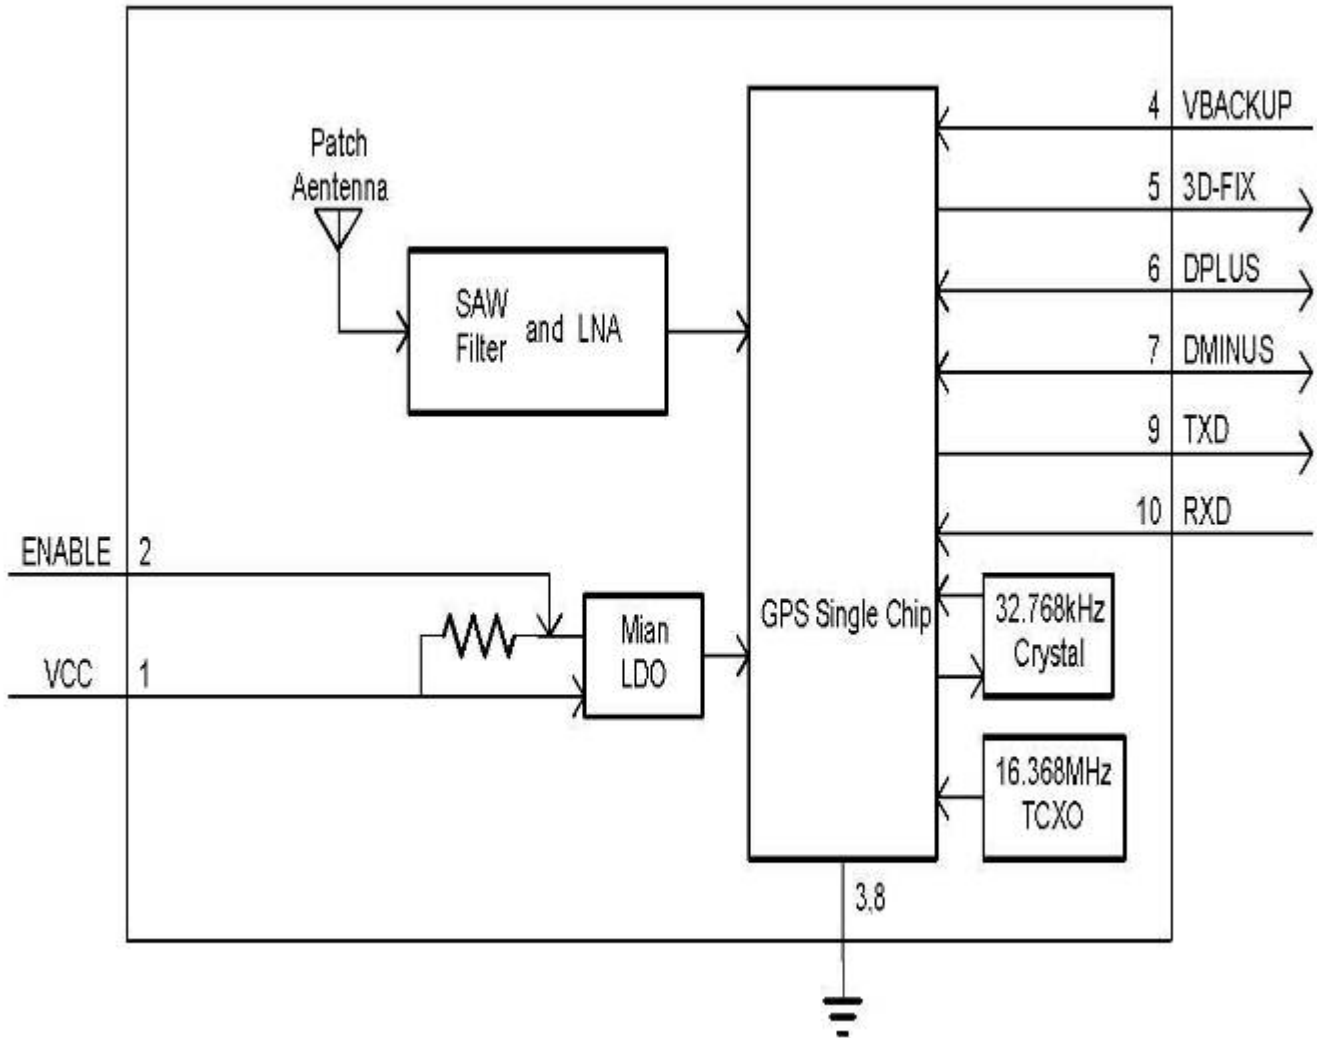 Patch
Aentenna
SAW
Filter
and LNA
ENABLE 2
VCC 1
Mian
LDO
GPS Single Chip
4 VBACKUP
5 3D-FIX
6 DPLUS
7 DMINUS
9 TXD
10 RXD
32.768kHz
Crystal
16.368MHz
TCXO
3,8